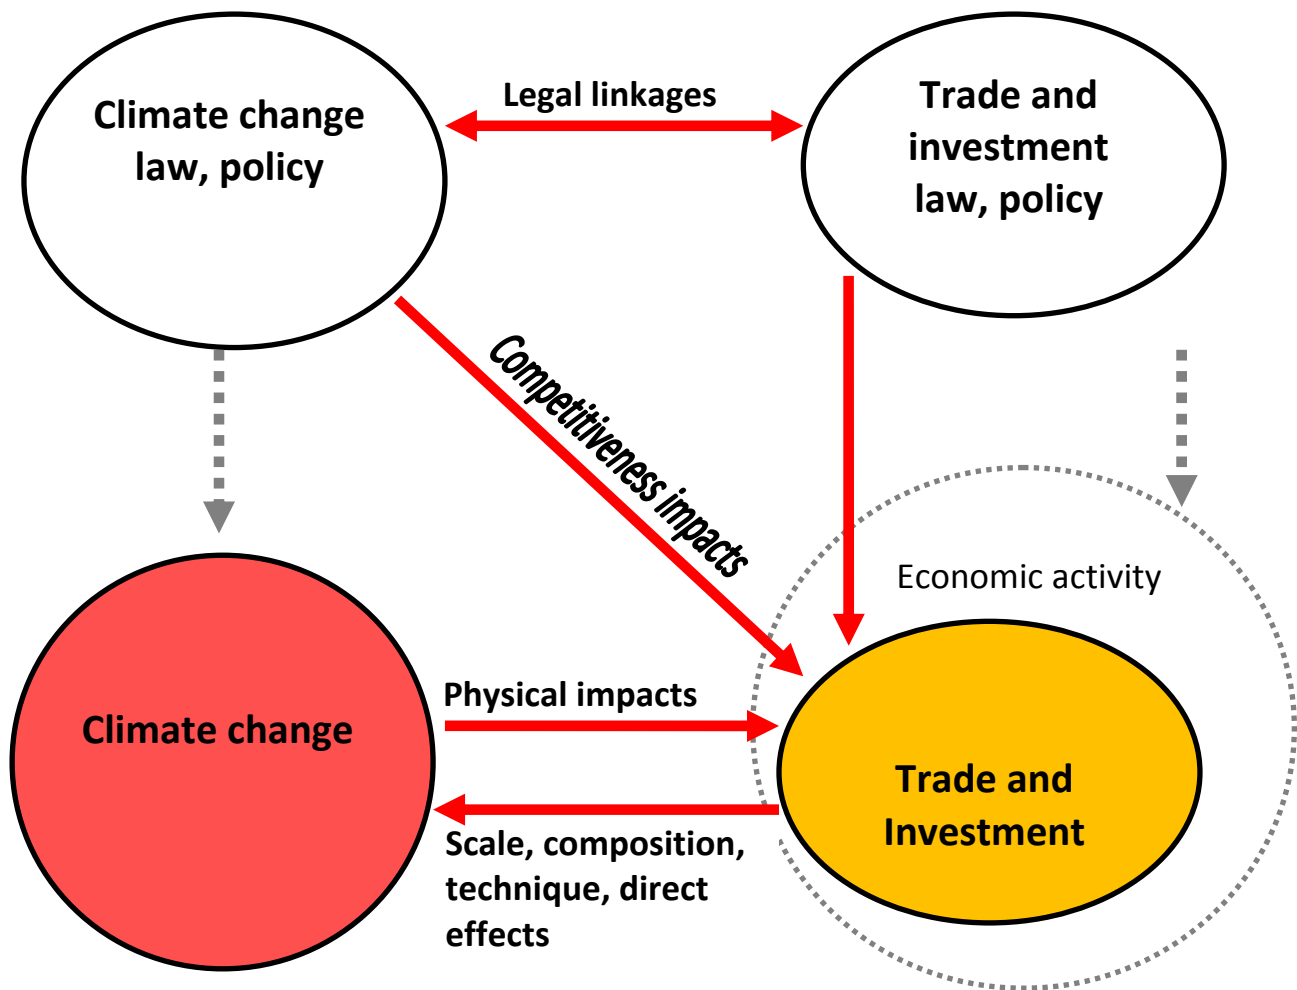 Climate change
law, policy
Legal linkages
Trade and
investment
law, policy
Competitiveness impacts
Economic activity
Physical impacts
Climate change
Trade and
Investment
Scale, composition,
technique, direct
effects